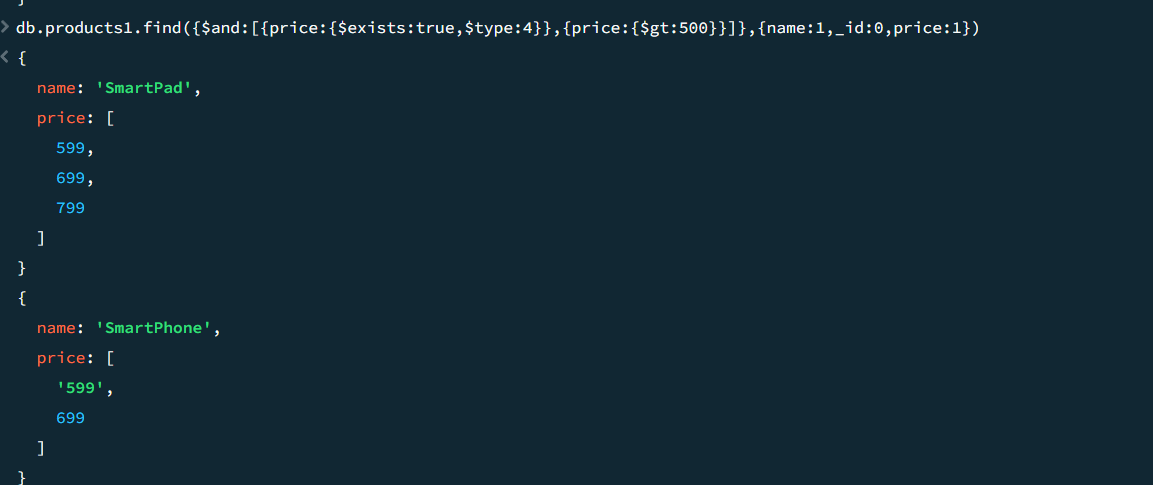 }
> db.products1.find({$and:[{price:{$exists:true,$type:4}},{price:{$gt:500}}]},{name:1,_id:0,price:1})
< {
name: 'SmartPad',
price: [
599,
699,
799
]
}
{
name: 'SmartPhone',
price: [
'599',
699
]
}